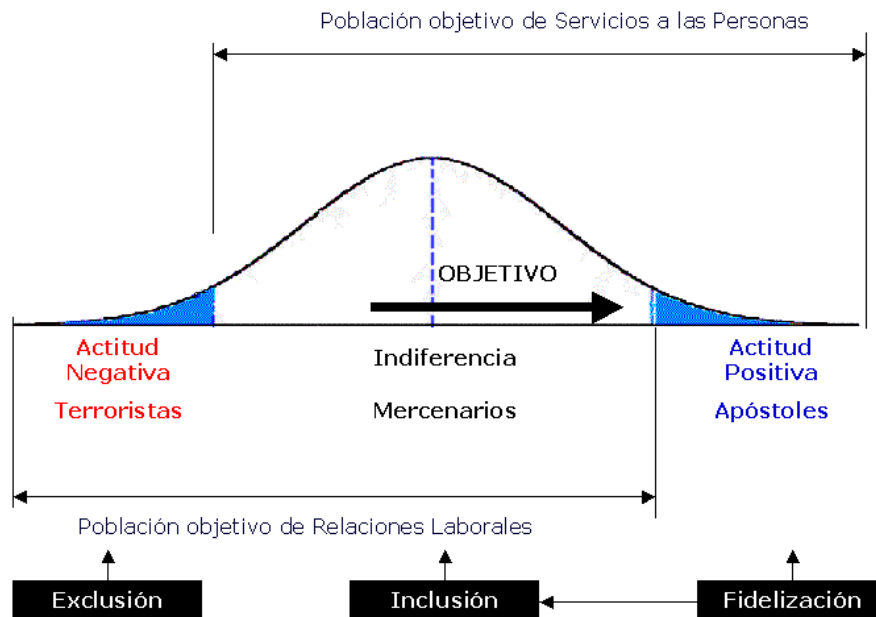 Población objetivo de Servicios a las Personas
OBJETIVO
Actitud
Negativa
Terroristas
Indiferencia
Mercenarios
Actitud
Positiva
Apóstoles
Población objetivo de Relaciones Laborales
Exclusión
Inclusión
Fidelización